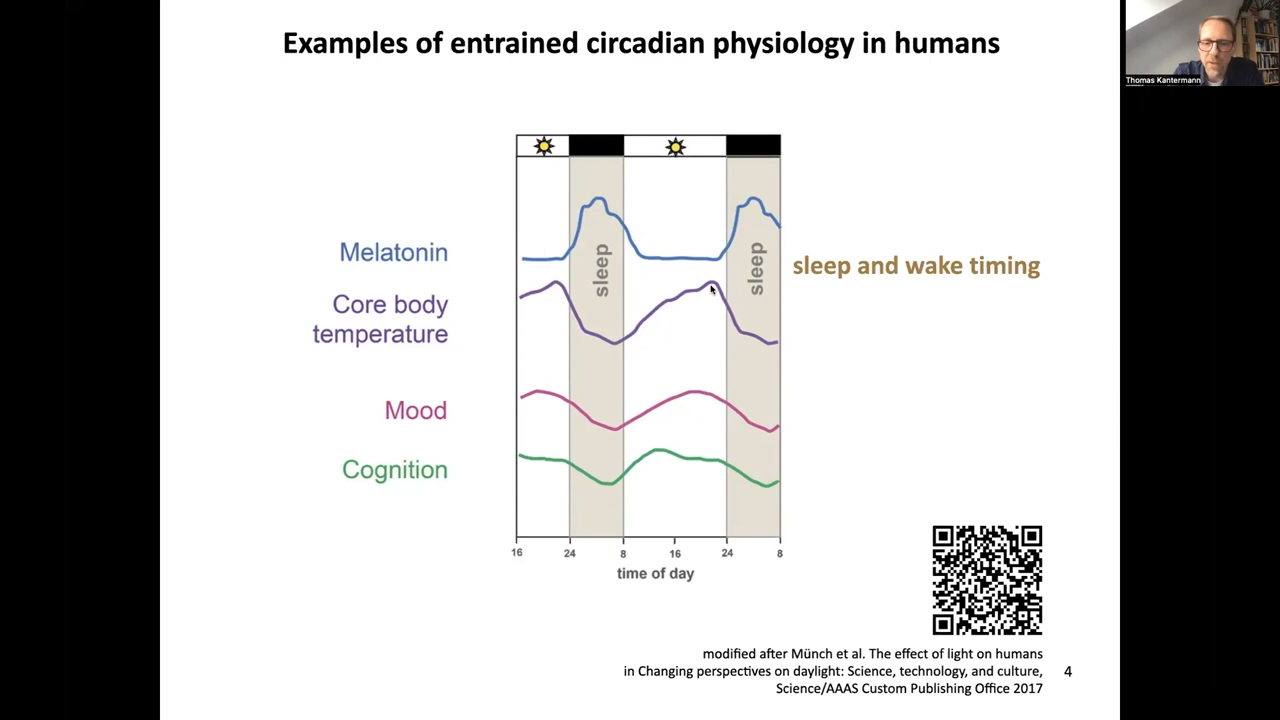 Examples of entrained circadian physiology in humans
Thomas Kantermann
Melatonin
Core body
temperature
Mood
Cognition
sleep
sleep
sleep and wake timing
16 24 8 16 24 8
time of day
modified after Münch et al. The effect of light on humans
in Changing perspectives on daylight: Science, technology, and culture,
Science/AAAS Custom Publishing Office 2017
4